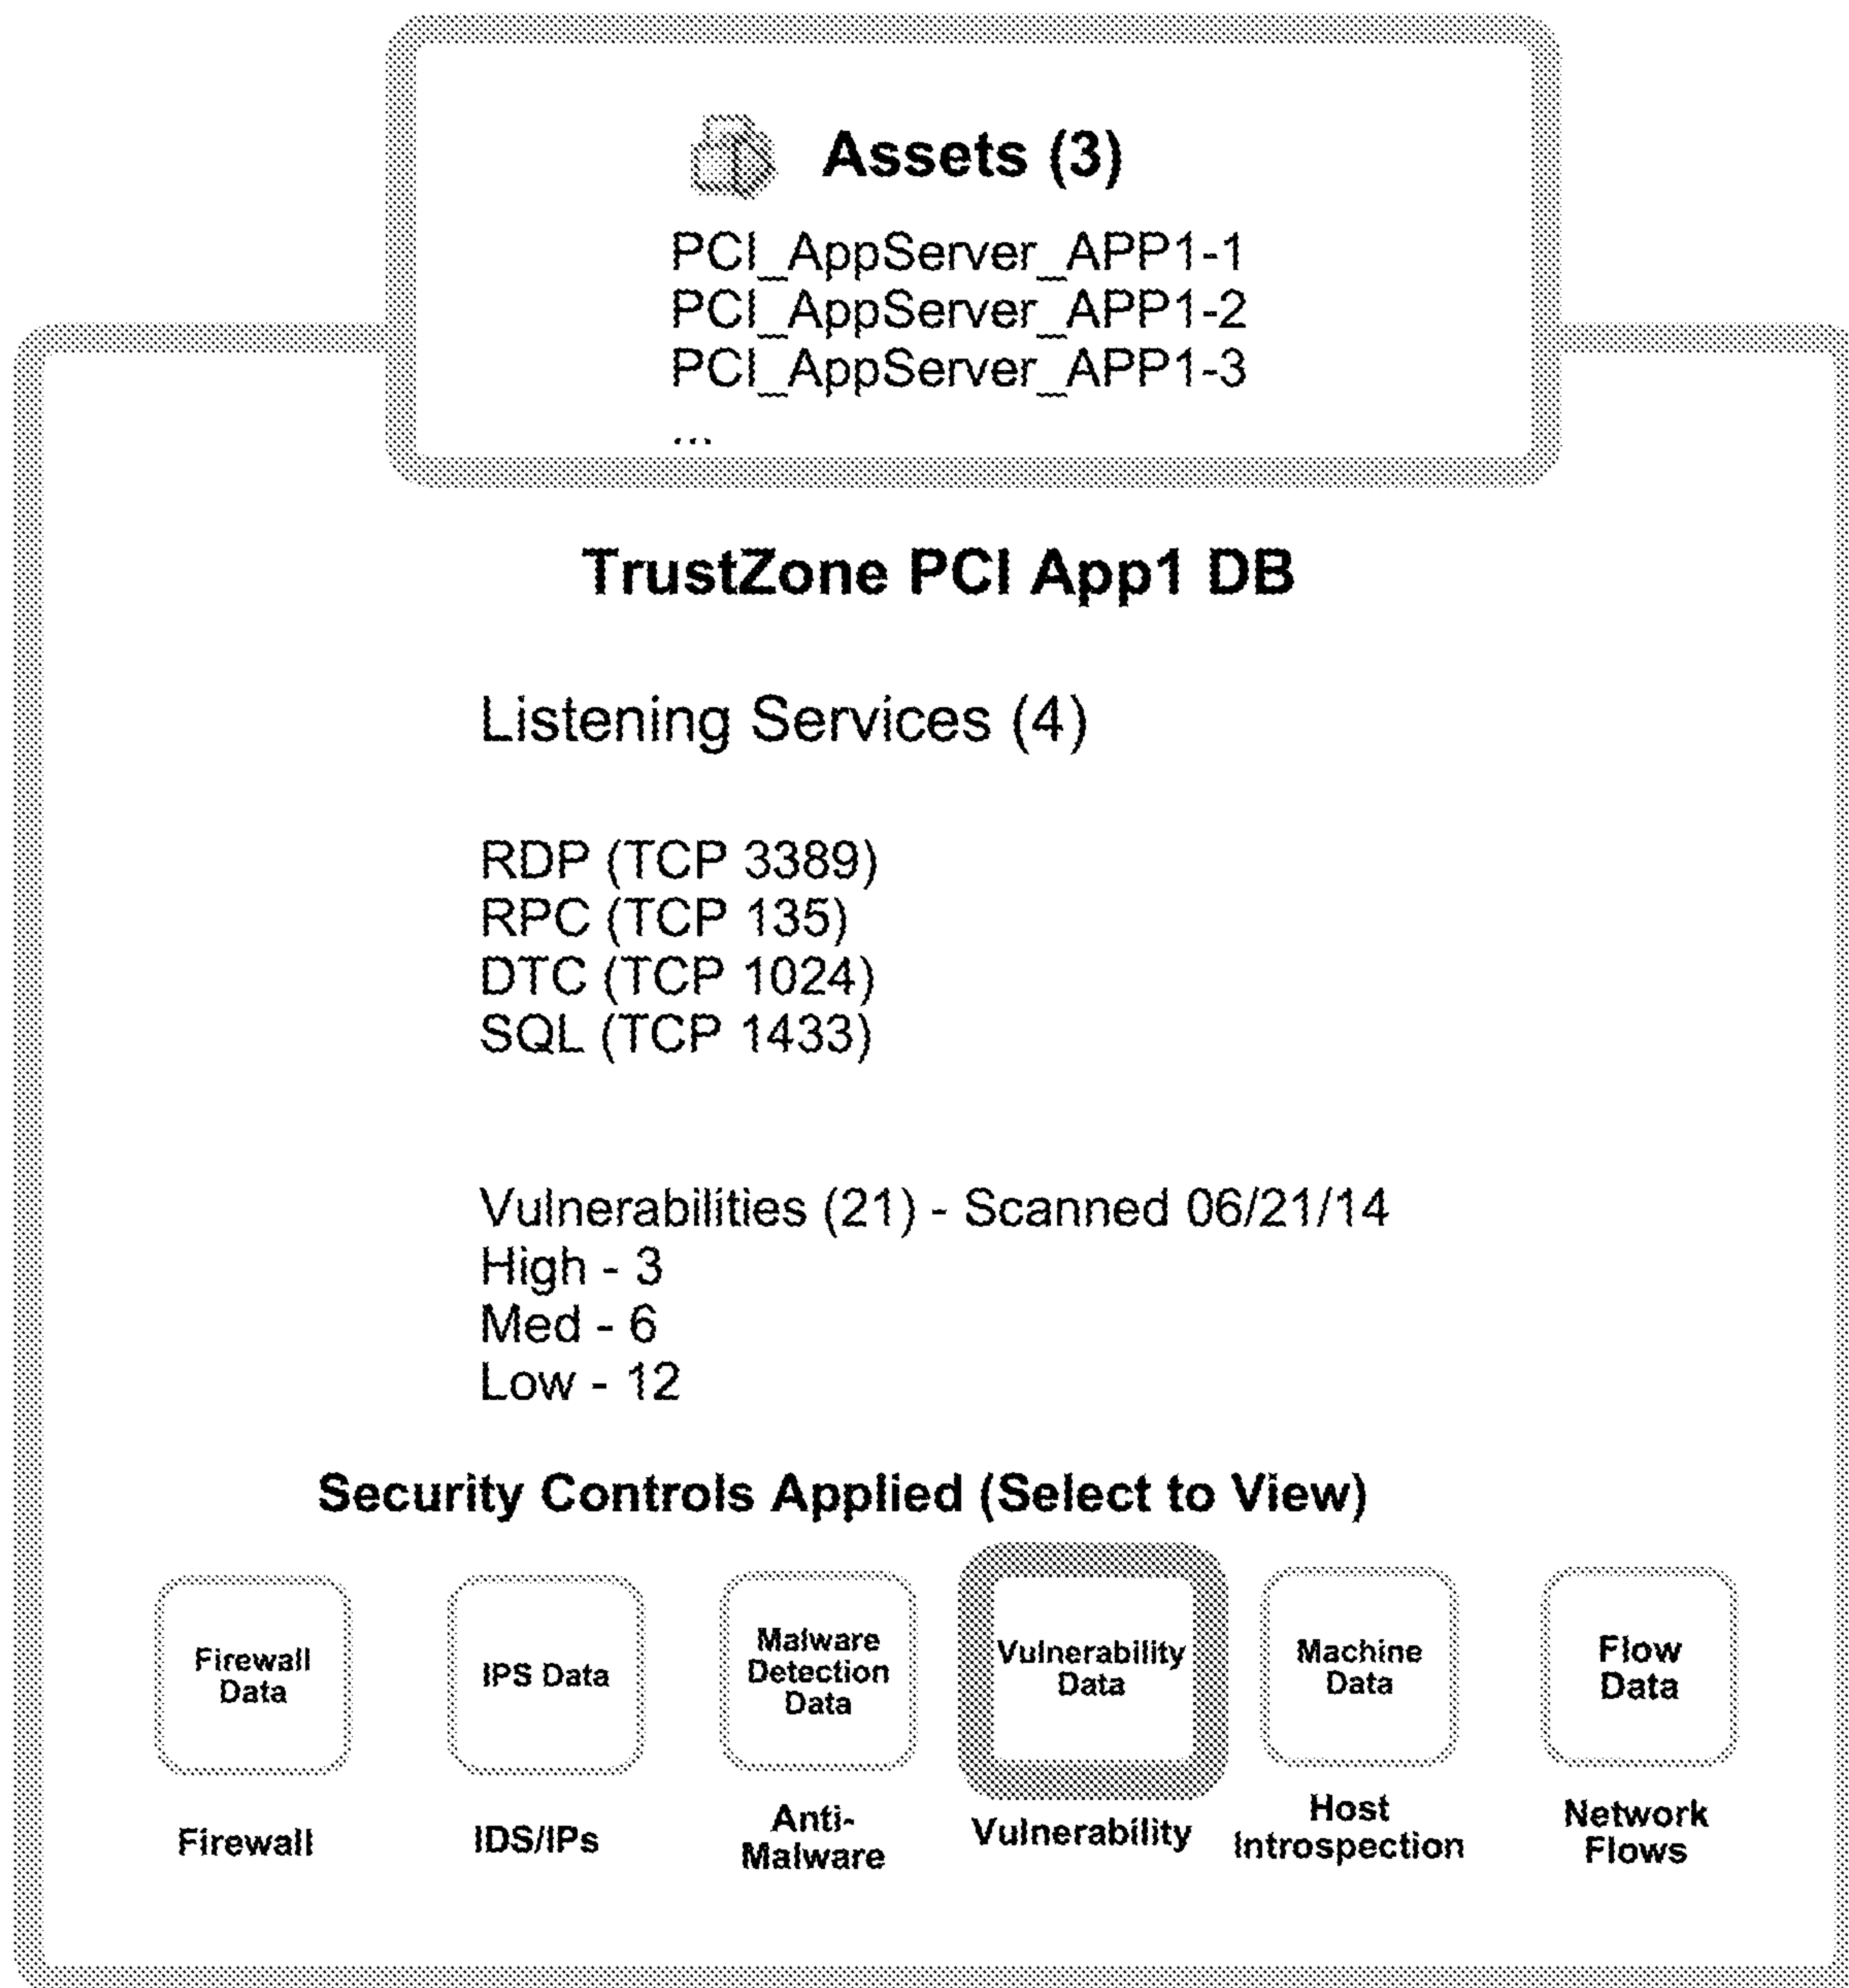 Assets (3)
PCI_AppServer_APP1-1
PCI_AppServer_APP1-2
PCI_AppServer_APP1-3
...
TrustZone PCI App1 DB
Listening Services (4)
RDP (TCP 3389)
RPC (TCP 135)
DTC (TCP 1024)
SQL (TCP 1433)
Vulnerabilities (21) - Scanned 06/21/14
High - 3
Med - 6
Low - 12
Security Controls Applied (Select to View)
Firewall
Data
IPS Data
Malware
Detection
Data
Vulnerability
Data
Machine
Data
Flow
Data
Firewall
IDS/IPs
Anti-
Malware
Vulnerability
Host
Introspection
Network
Flows